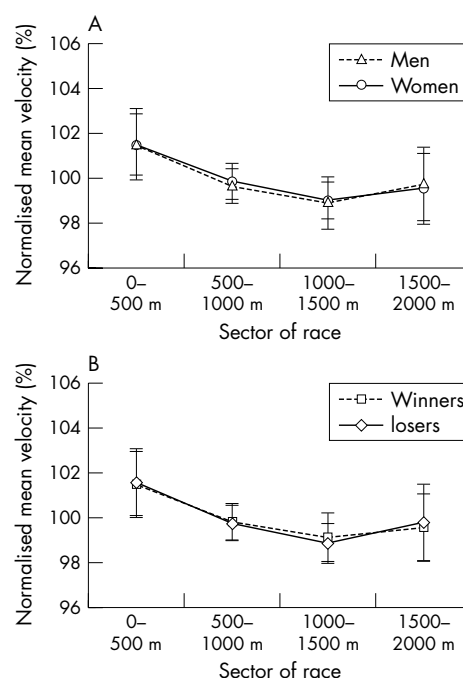 A
Normalised mean velocity (%)
106
104
102
100
98
96
Men
Women
0–
500 m
500–
1000 m
1000–
1500 m
1500–
2000 m
Sector of race
B
Normalised mean velocity (%)
106
104
102
100
98
96
Winners
losers
0–
500 m
500–
1000 m
1000–
1500 m
1500–
2000 m
Sector of race